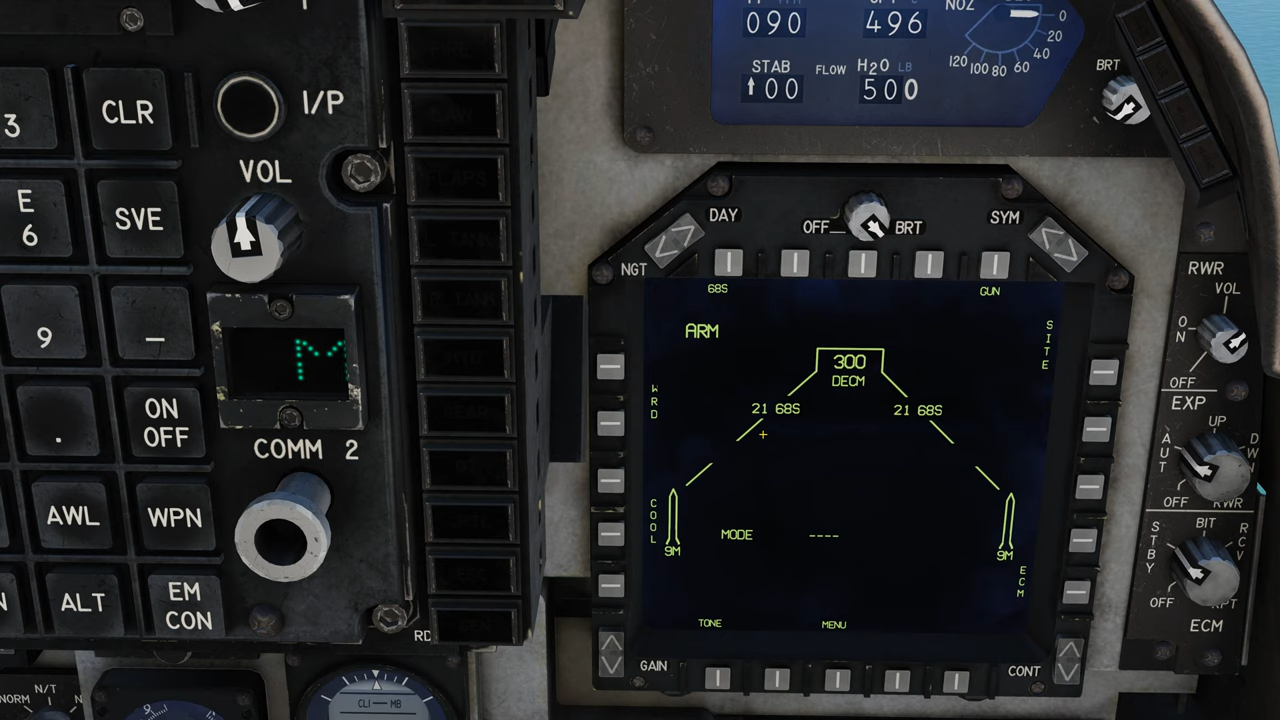 090
496
NOZ
0
20
40
60
80
100
120
STAB
FLOW
H2O LB
00
500
BRT
3
CLR
I/P
VOL
E
6
SVE
9
—
M
.
ON
OFF
COMM 2
AWL
WPN
ALT
EM
CON
NORM
N/T
N
9
CLI — MB
DAY
OFF
BRT
SYM
NGT
68S
GUN
ARM
SITE
300
DECM
WRD
21 68S
21 68S
COOL
MODE
----
9M
9M
ECM
TONE
MENU
GAIN
CONT
RWR
VOL
ON
OFF
EXP
UP
AUT
DWN
OFF
RWR
BIT
STBY
RCV
OFF
RPT
ECM